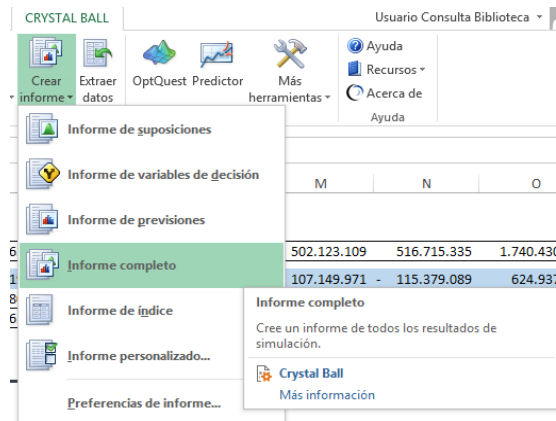 CRYSTAL BALL
Usuario Consulta Biblioteca
Crear informe
Extraer datos
OptQuest
Predictor
Más herramientas
Ayuda
Recursos
Acerca de
Ayuda
Informe de suposiciones
Informe de variables de decisión
Informe de previsiones
Informe completo
Informe de índice
Informe personalizado...
Preferencias de informe...
M N O
502.123.109 516.715.335 1.740.430
107.149.971 - 115.379.089 624.937
Informe completo
Cree un informe de todos los resultados de
simulación.
Crystal Ball
Más información